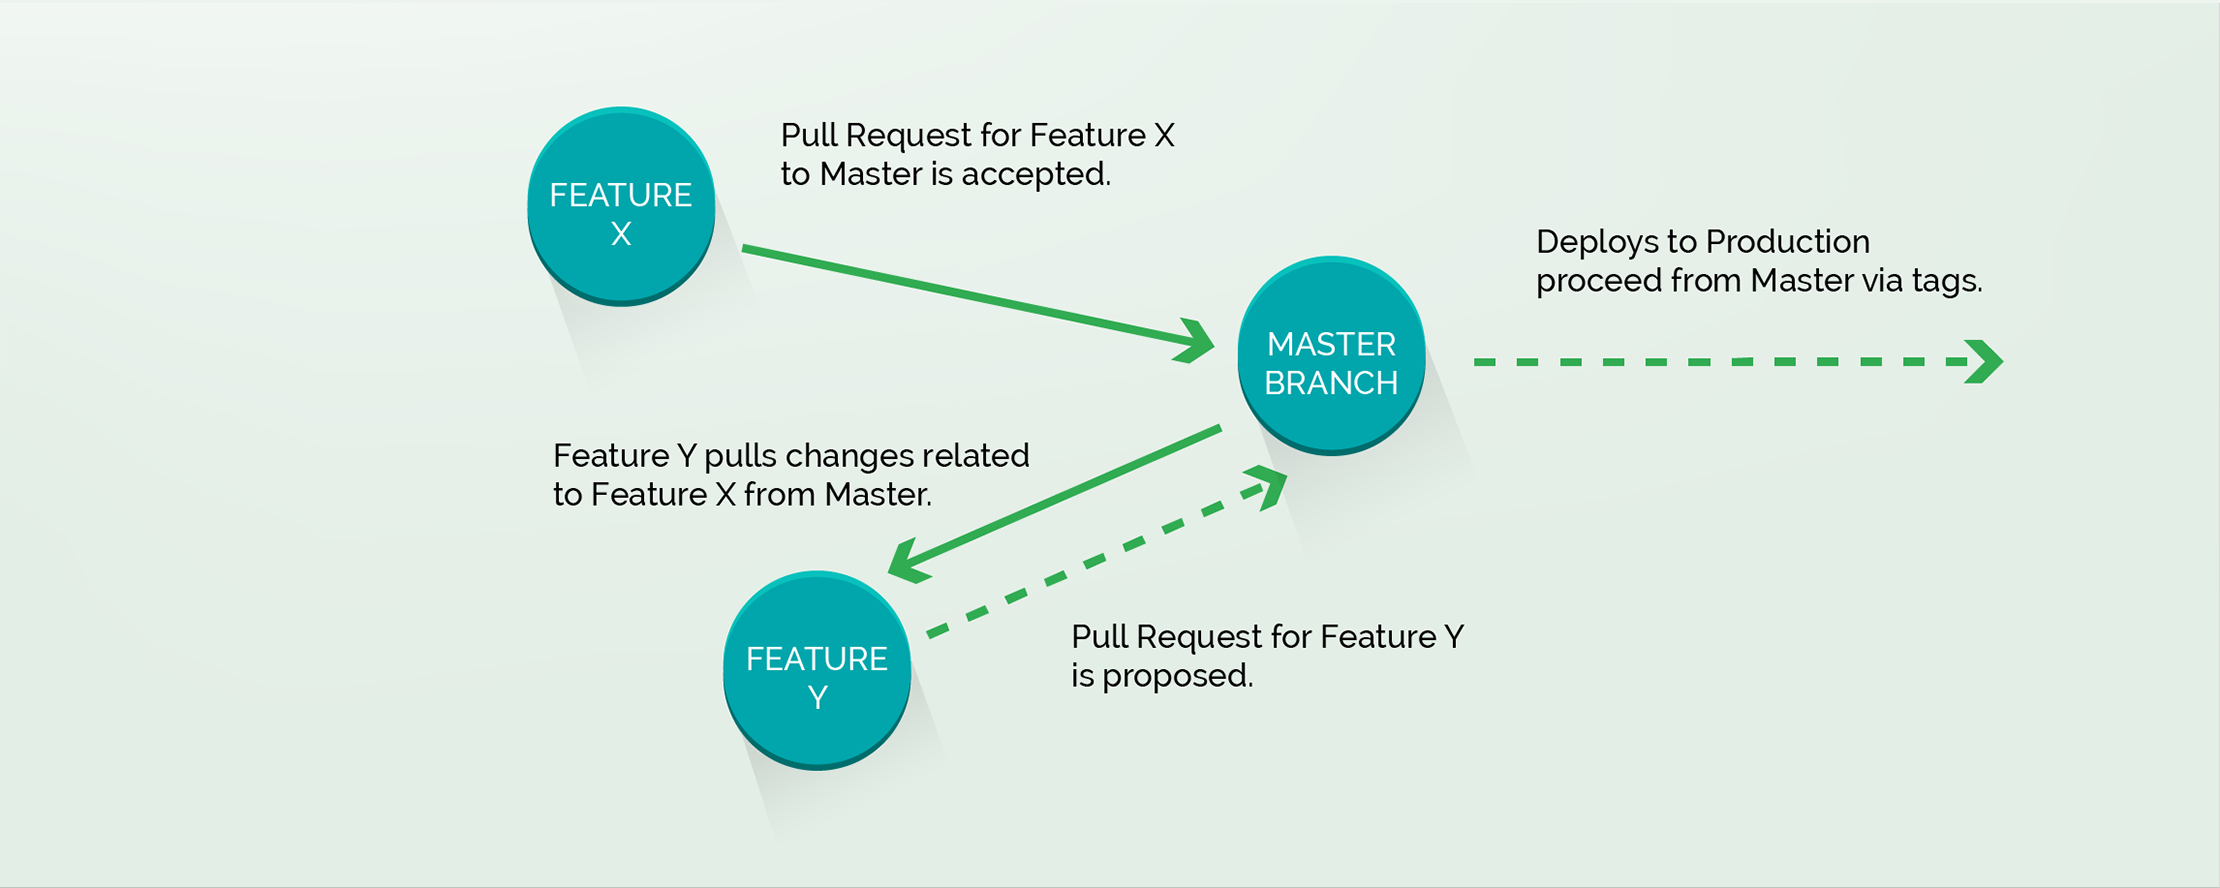 FEATURE
X
Pull Request for Feature X
to Master is accepted.
Deploys to Production
proceed from Master via tags.
MASTER
BRANCH
Feature Y pulls changes related
to Feature X from Master.
FEATURE
Y
Pull Request for Feature Y
is proposed.